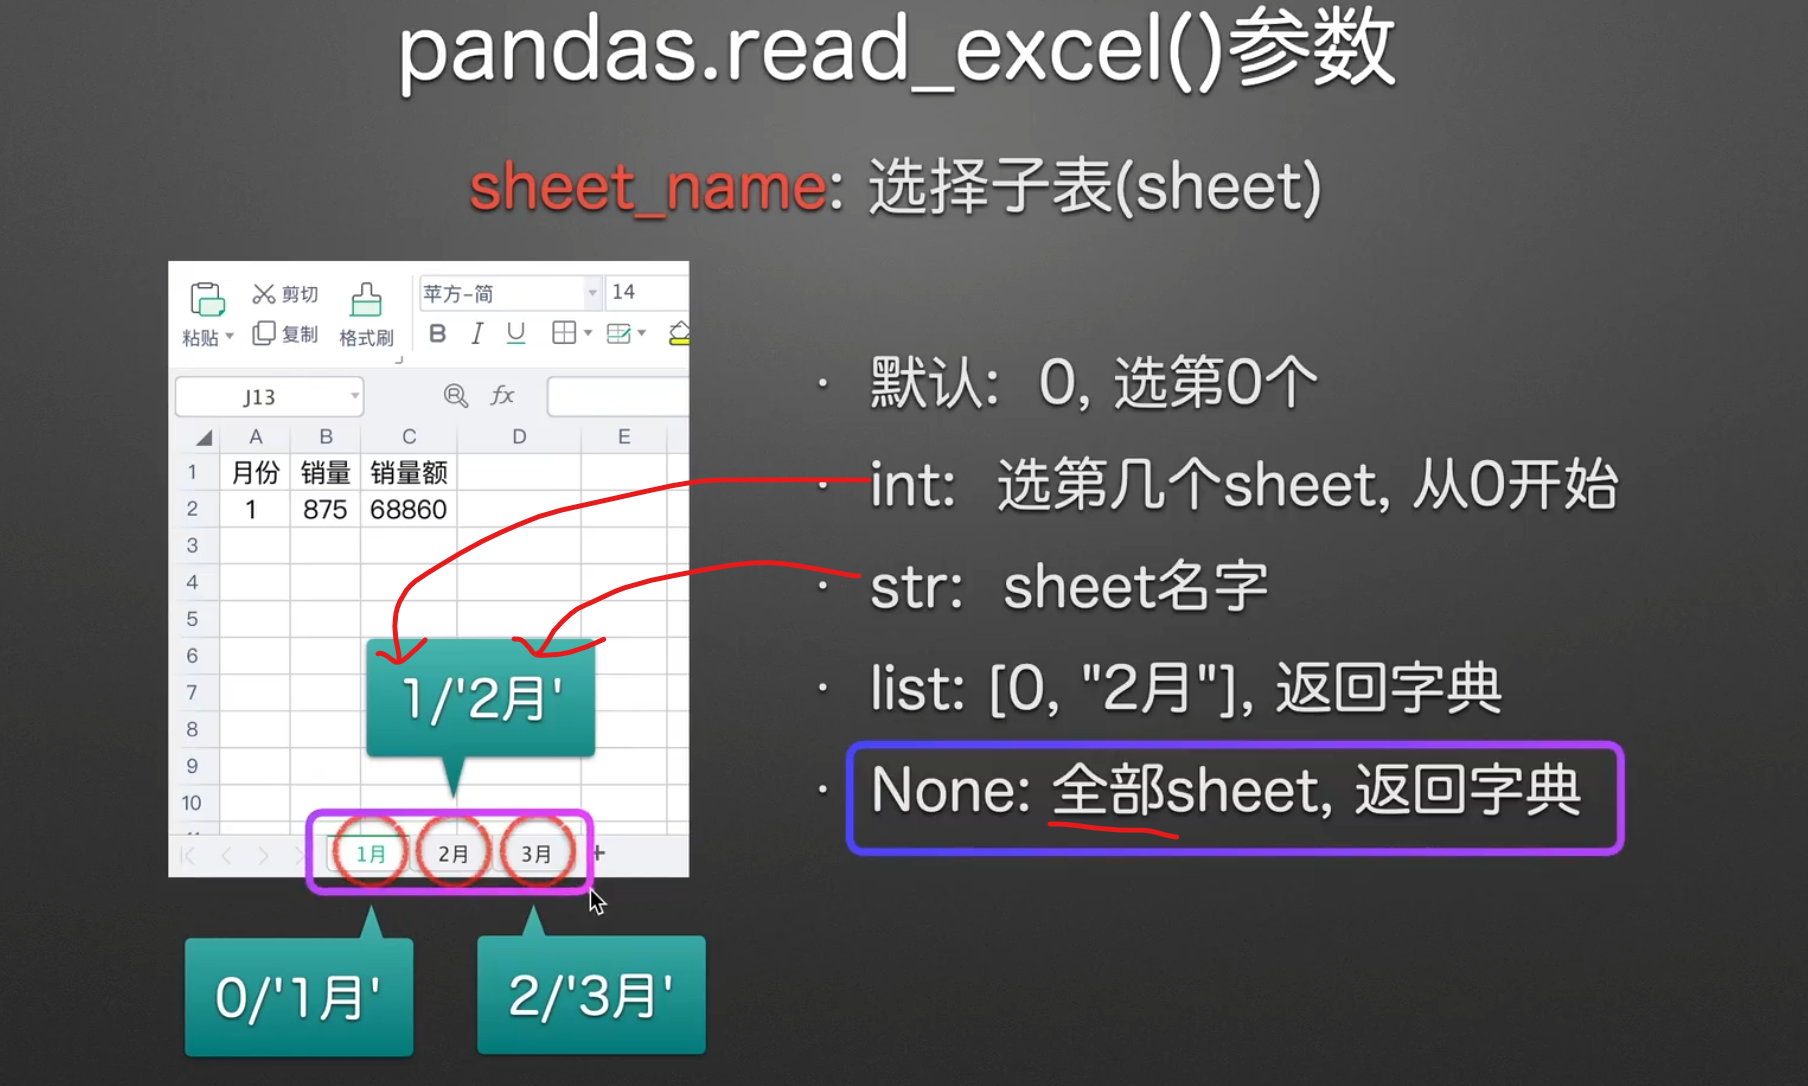 pandas.read_excel()参数
sheet_name: 选择子表(sheet)
剪切
苹方-简
14
粘贴
复制
格式刷
B I U
J13
fx
A B C D E
1 月份 销量 销量额
2 1 875 68860
3
4
5
6
7
8
9
10
1/'2月'
1月 2月 3月 +
0/'1月'
2/'3月'
· 默认: 0, 选第0个
· int: 选第几个sheet, 从0开始
· str: sheet名字
· list: [0, "2月"], 返回字典
· None: 全部sheet, 返回字典